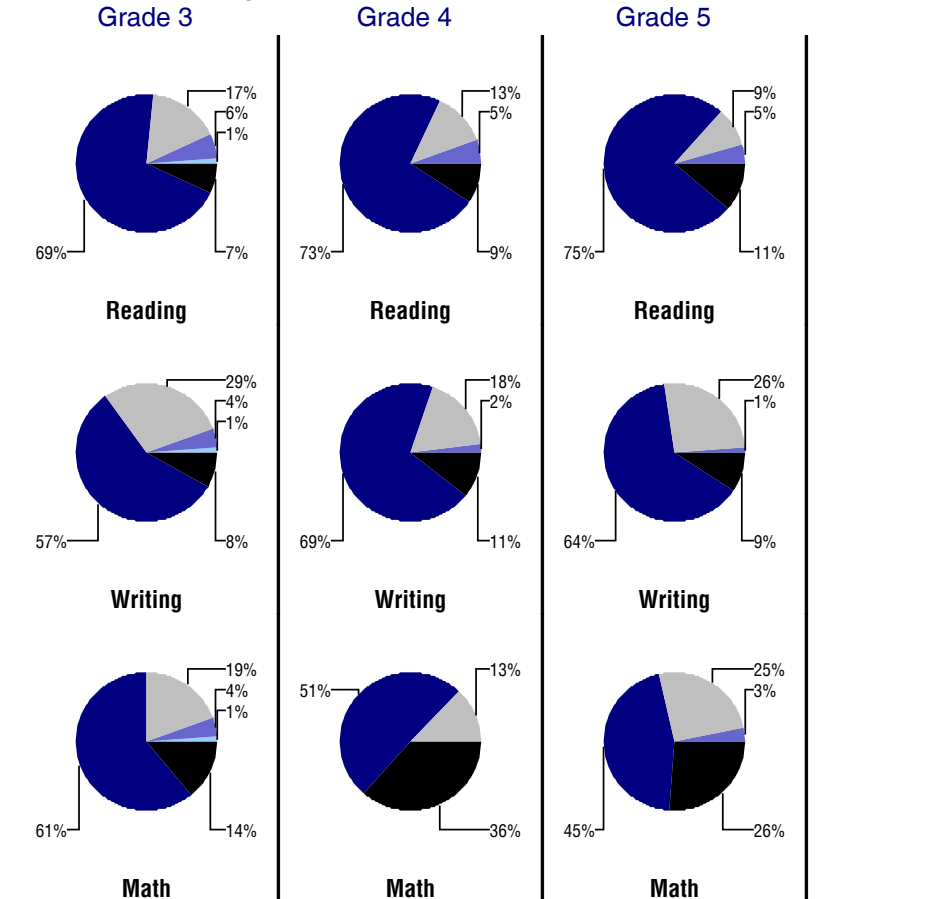 Grade 3 Grade 4 Grade 5
17% 13% 9%
6% 5% 5%
1%
69% 7% 73% 9% 75% 11%
Reading Reading Reading
29% 18% 26%
4% 2% 1%
1%
57% 8% 69% 11% 64% 9%
Writing Writing Writing
19% 13% 25%
4% 51% 3%
1%
61% 14% 36% 45% 26%
Math Math Math